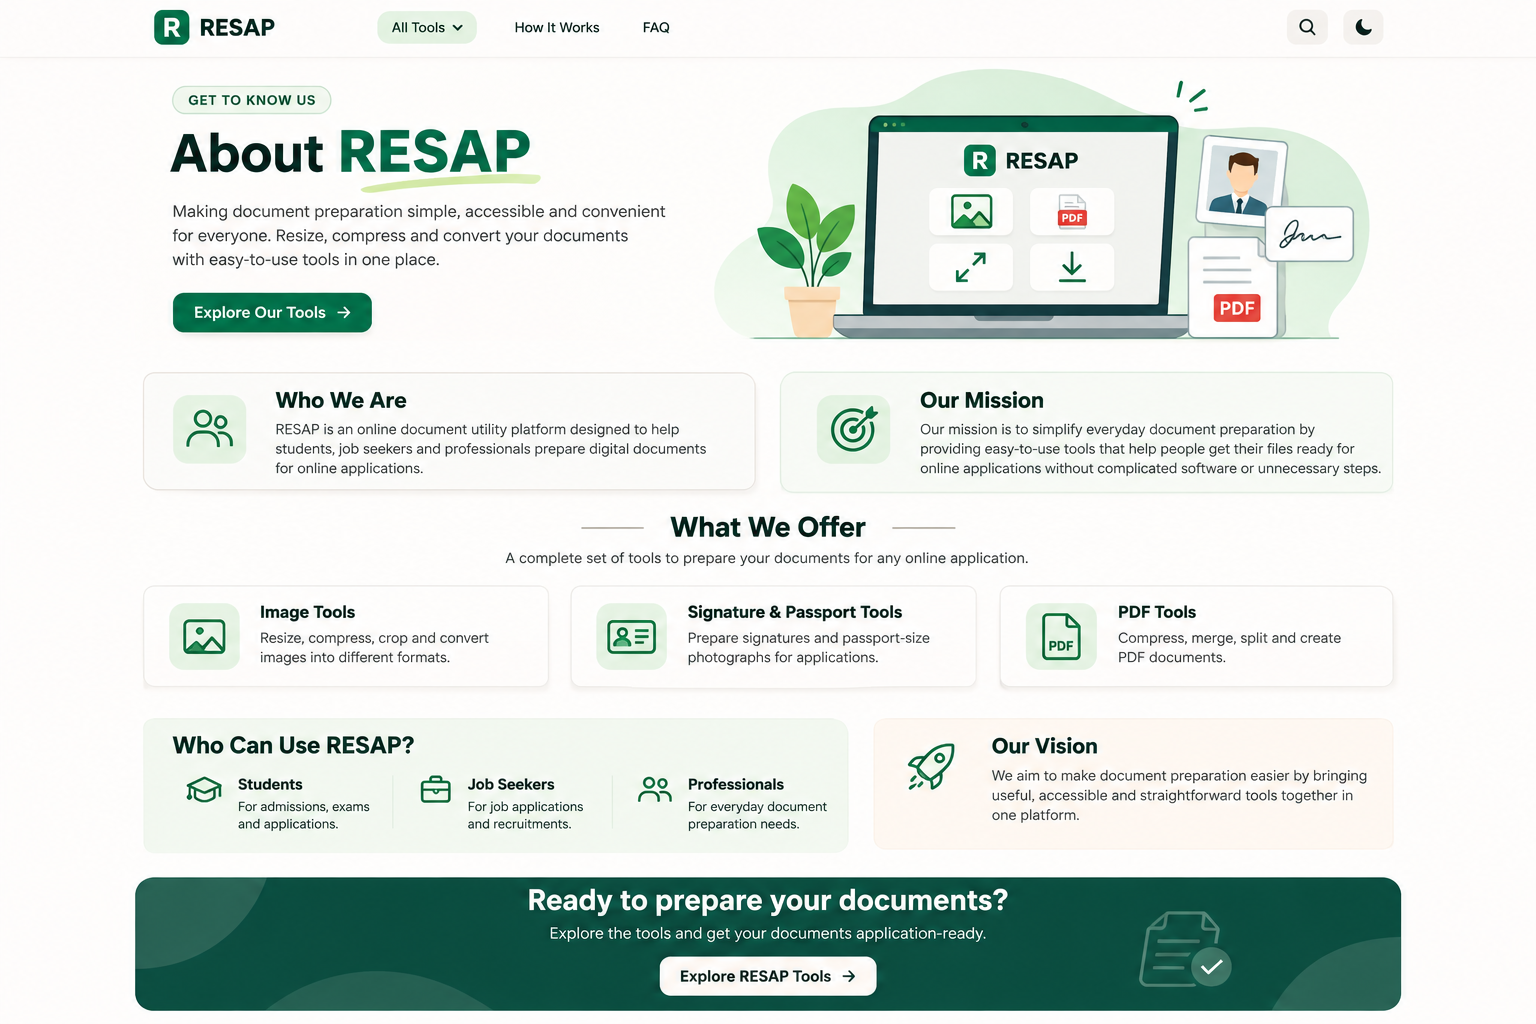 R RESAP
All Tools
How It Works
FAQ
GET TO KNOW US
About RESAP
Making document preparation simple, accessible and convenient
for everyone. Resize, compress and convert your documents
with easy-to-use tools in one place.
Explore Our Tools →
R RESAP
PDF
PDF
Who We Are
RESAP is an online document utility platform designed to help
students, job seekers and professionals prepare digital documents
for online applications.
Our Mission
Our mission is to simplify everyday document preparation by
providing easy-to-use tools that help people get their files ready for
online applications without complicated software or unnecessary steps.
What We Offer
A complete set of tools to prepare your documents for any online application.
Image Tools
Resize, compress, crop and convert
images into different formats.
Signature & Passport Tools
Prepare signatures and passport-size
photographs for applications.
PDF
PDF Tools
Compress, merge, split and create
PDF documents.
Who Can Use RESAP?
Students
For admissions, exams
and applications.
Job Seekers
For job applications
and recruitments.
Professionals
For everyday document
preparation needs.
Our Vision
We aim to make document preparation easier by bringing
useful, accessible and straightforward tools together in
one platform.
Ready to prepare your documents?
Explore the tools and get your documents application-ready.
Explore RESAP Tools →